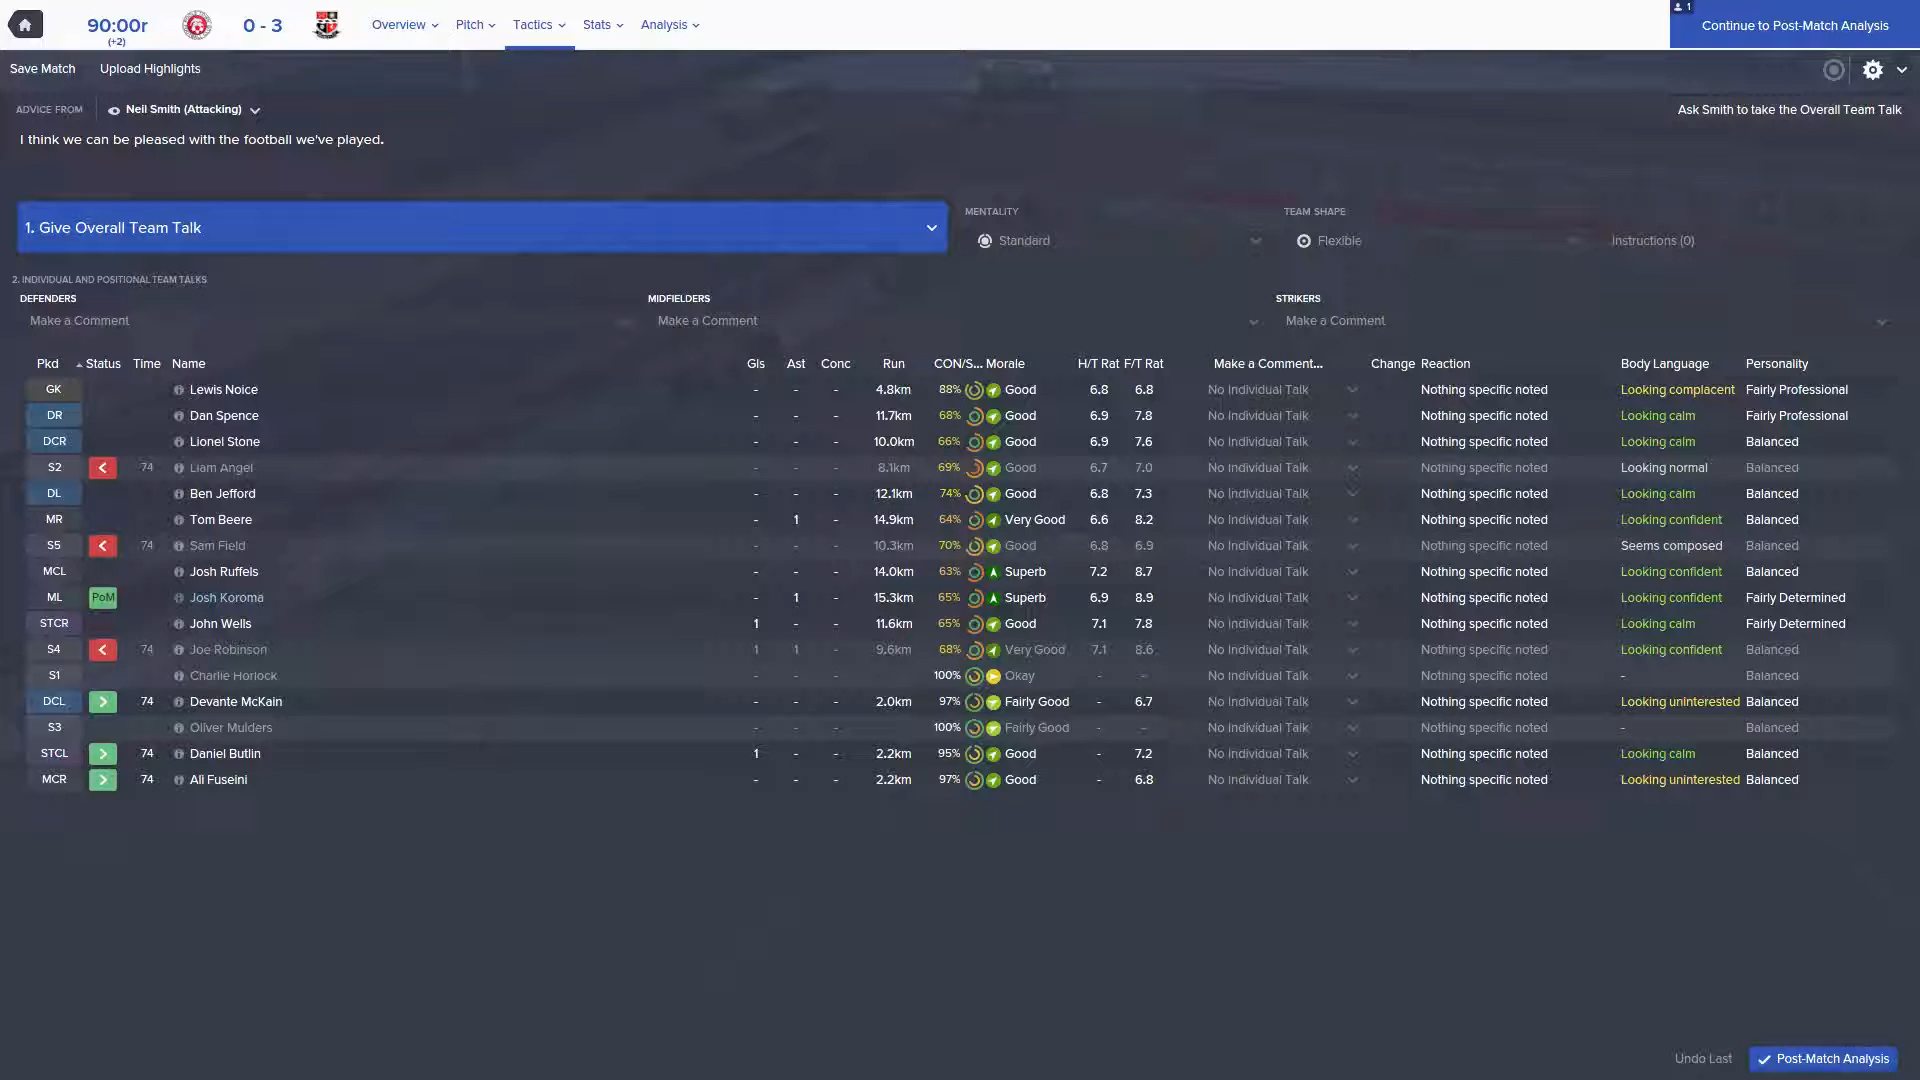 90:00r
(+2)
0 - 3
Overview
Pitch
Tactics
Stats
Analysis
1
Continue to Post-Match Analysis
Save Match
Upload Highlights
ADVICE FROM
Neil Smith (Attacking)
Ask Smith to take the Overall Team Talk
I think we can be pleased with the football we've played.
1. Give Overall Team Talk
MENTALITY
Standard
TEAM SHAPE
Flexible
Instructions (0)
2. INDIVIDUAL AND POSITIONAL TEAM TALKS
DEFENDERS
MIDFIELDERS
STRIKERS
Make a Comment
Make a Comment
Make a Comment
Pkd Status Time Name Gls Ast Conc Run CON/S... Morale H/T Rat F/T Rat Make a Comment... Change Reaction Body Language Personality
GK Lewis Noice - - - 4.8km 88% Good 6.8 6.8 No Individual Talk Nothing specific noted Looking complacent Fairly Professional
DR Dan Spence - - - 11.7km 68% Good 6.9 7.8 No Individual Talk Nothing specific noted Looking calm Fairly Professional
DCR Lionel Stone - - - 10.0km 66% Good 6.9 7.6 No Individual Talk Nothing specific noted Looking calm Balanced
S2 74 Liam Angel - - - 8.1km 69% Good 6.7 7.0 No Individual Talk Nothing specific noted Looking normal Balanced
DL Ben Jefford - - - 12.1km 74% Good 6.8 7.3 No Individual Talk Nothing specific noted Looking calm Balanced
MR Tom Beere - 1 - 14.9km 64% Very Good 6.6 8.2 No Individual Talk Nothing specific noted Looking confident Balanced
S5 74 Sam Field - - - 10.3km 70% Good 6.8 6.9 No Individual Talk Nothing specific noted Seems composed Balanced
MCL Josh Ruffels - - - 14.0km 63% Superb 7.2 8.7 No Individual Talk Nothing specific noted Looking confident Balanced
ML PoM Josh Koroma - 1 - 15.3km 65% Superb 6.9 8.9 No Individual Talk Nothing specific noted Looking confident Fairly Determined
STCR John Wells 1 - - 11.6km 65% Good 7.1 7.8 No Individual Talk Nothing specific noted Looking calm Fairly Determined
S4 74 Joe Robinson 1 1 - 9.6km 68% Very Good 7.1 8.6 No Individual Talk Nothing specific noted Looking confident Balanced
S1 Charlie Horlock - - - 100% Okay - - No Individual Talk Nothing specific noted - Balanced
DCL 74 Devante McKain - - - 2.0km 97% Fairly Good - 6.7 No Individual Talk Nothing specific noted Looking uninterested Balanced
S3 Oliver Mulders - - - 100% Fairly Good - - No Individual Talk Nothing specific noted - Balanced
STCL 74 Daniel Butlin 1 - - 2.2km 95% Good - 7.2 No Individual Talk Nothing specific noted Looking calm Balanced
MCR 74 Ali Fuseini - - - 2.2km 97% Good - 6.8 No Individual Talk Nothing specific noted Looking uninterested Balanced
Undo Last
Post-Match Analysis